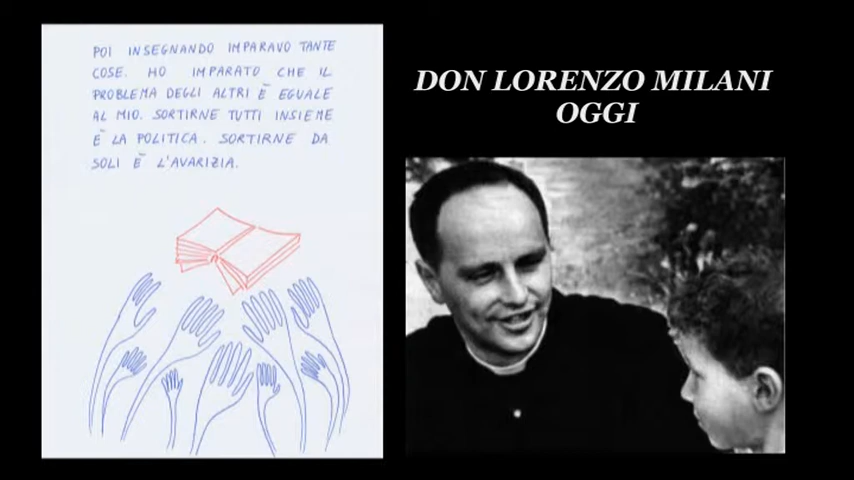 POI INSEGNANDO IMPARAVO TANTE
COSE. HO IMPARATO CHE IL
PROBLEMA DEGLI ALTRI È EGUALE
AL MIO. SORTIRNE TUTTI INSIEME
È LA POLITICA. SORTIRNE DA
SOLI È L'AVARIZIA.
DON LORENZO MILANI
OGGI